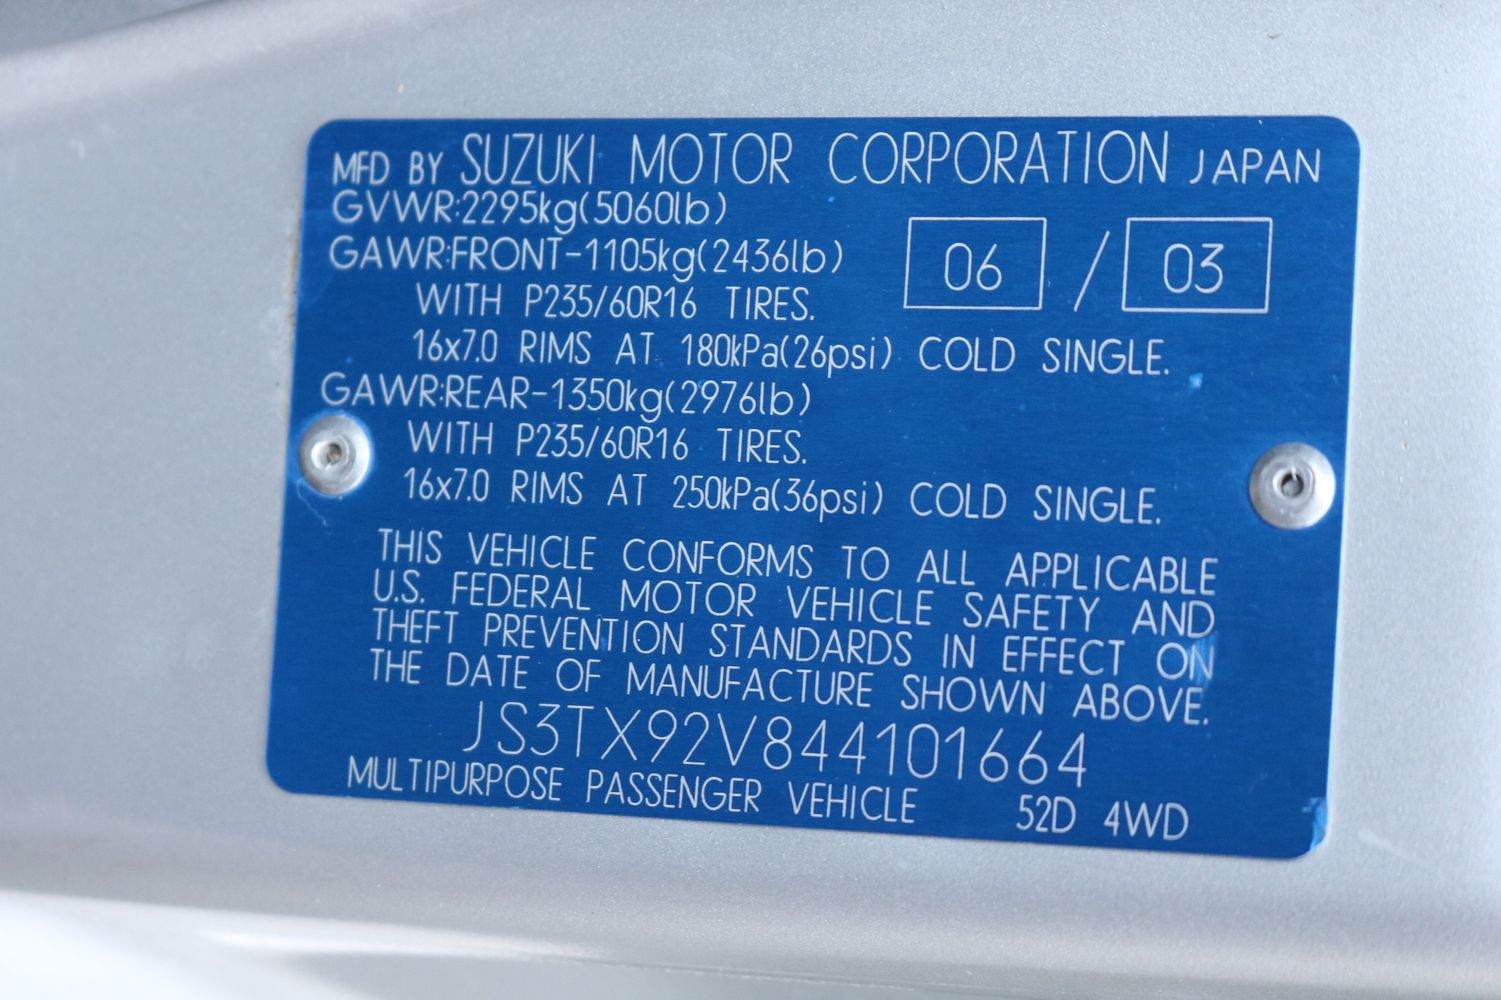 MFD BY SUZUKI MOTOR CORPORATION JAPAN
GVWR:2295kg(5060lb)
GAWR:FRONT-1105kg(2436lb)
06 / 03
WITH P235/60R16 TIRES.
16x7.0 RIMS AT 180kPa(26psi) COLD SINGLE.
GAWR:REAR-1350kg(2976lb)
WITH P235/60R16 TIRES.
16x7.0 RIMS AT 250kPa(36psi) COLD SINGLE.
THIS VEHICLE CONFORMS TO ALL APPLICABLE
U.S. FEDERAL MOTOR VEHICLE SAFETY AND
THEFT PREVENTION STANDARDS IN EFFECT ON
THE DATE OF MANUFACTURE SHOWN ABOVE.
JS3TX92V844101664
MULTIPURPOSE PASSENGER VEHICLE 52D 4WD